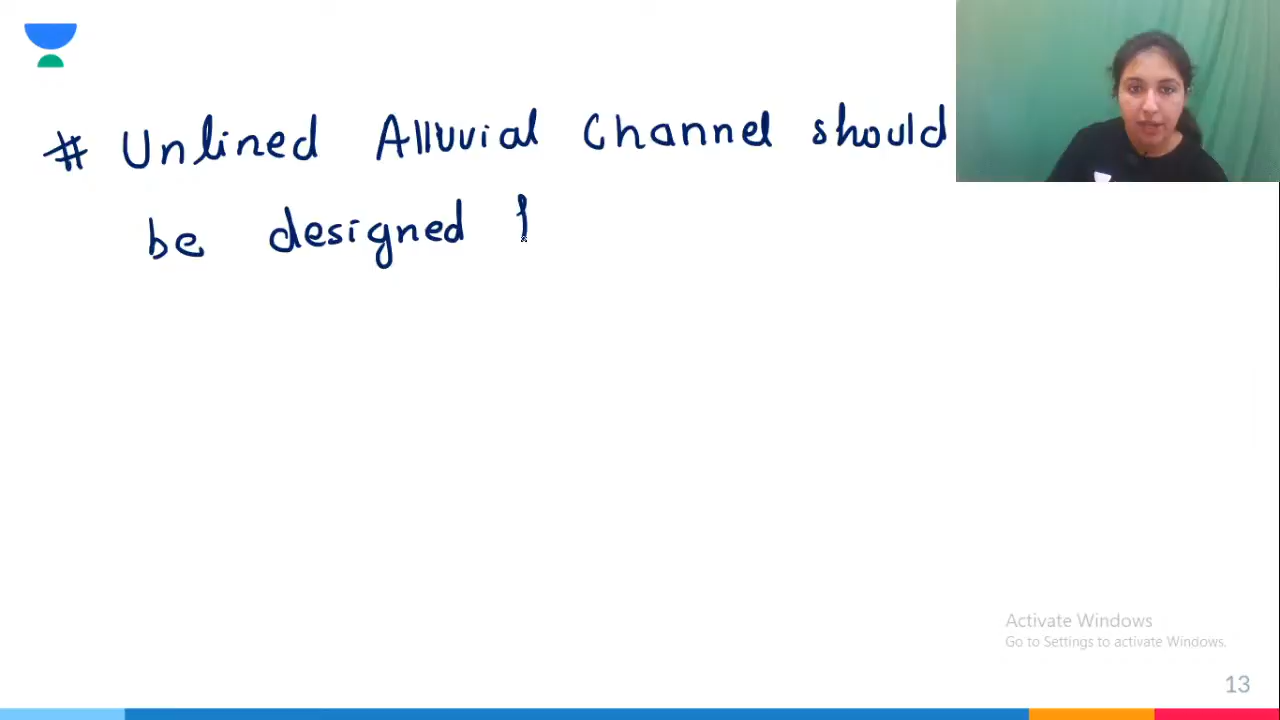 # Unlined Alluvial Channel should
be designed
Activate Windows
Go to Settings to activate Windows.
13